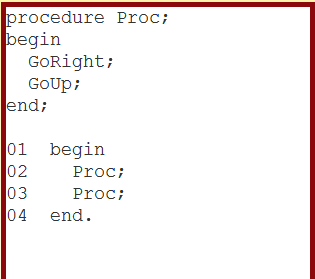 procedure Proc;
begin
  GoRight;
  GoUp;
end;

01  begin
02    Proc;
03    Proc;
04  end.